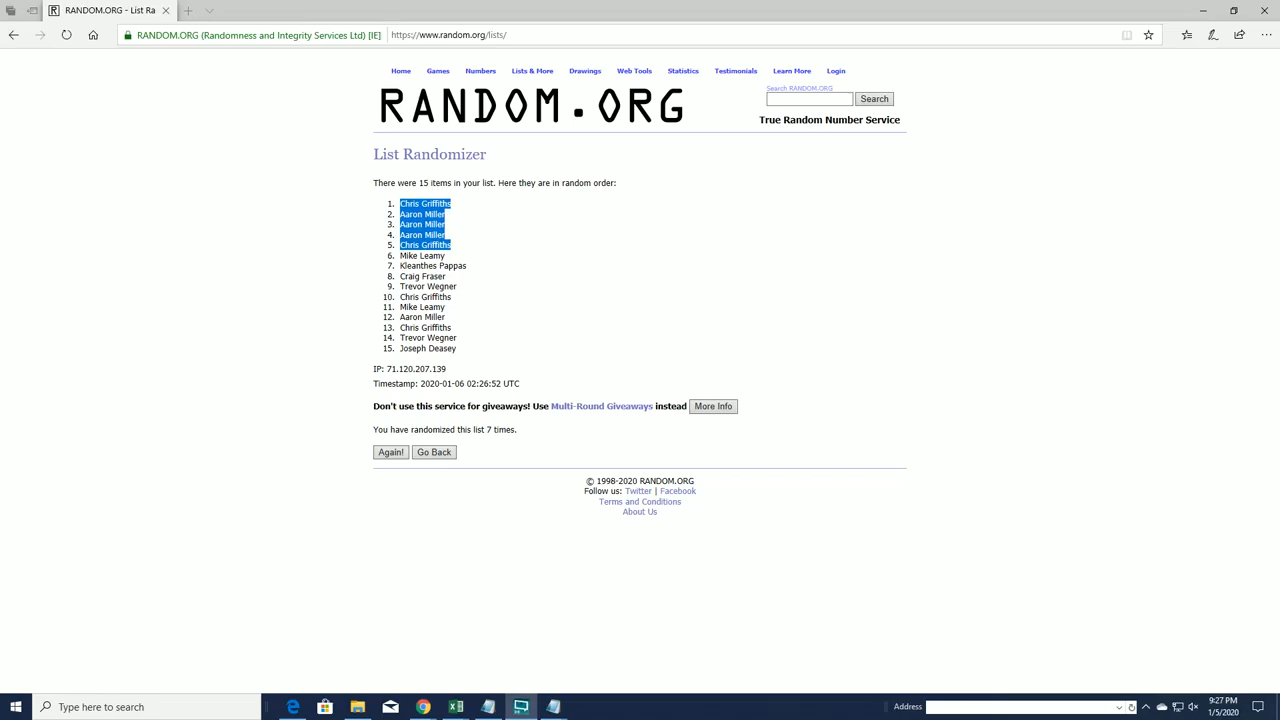 RANDOM.ORG - List Ra
RANDOM.ORG (Randomness and Integrity Services Ltd) [IE]
https://www.random.org/lists/
Home Games Numbers Lists & More Drawings Web Tools Statistics Testimonials Learn More Login
RANDOM.ORG
Search RANDOM.ORG
Search
True Random Number Service
List Randomizer
There were 15 items in your list. Here they are in random order:
1. Chris Griffiths
2. Aaron Miller
3. Aaron Miller
4. Aaron Miller
5. Chris Griffiths
6. Mike Leamy
7. Kleanthes Pappas
8. Craig Fraser
9. Trevor Wegner
10. Chris Griffiths
11. Mike Leamy
12. Aaron Miller
13. Chris Griffiths
14. Trevor Wegner
15. Joseph Deasey
IP: 71.120.207.139
Timestamp: 2020-01-06 02:26:52 UTC
Don't use this service for giveaways! Use Multi-Round Giveaways instead More Info
You have randomized this list 7 times.
Again! Go Back
© 1998-2020 RANDOM.ORG
Follow us: Twitter | Facebook
Terms and Conditions
About Us
Type here to search
Address
9:27 PM
1/5/2020